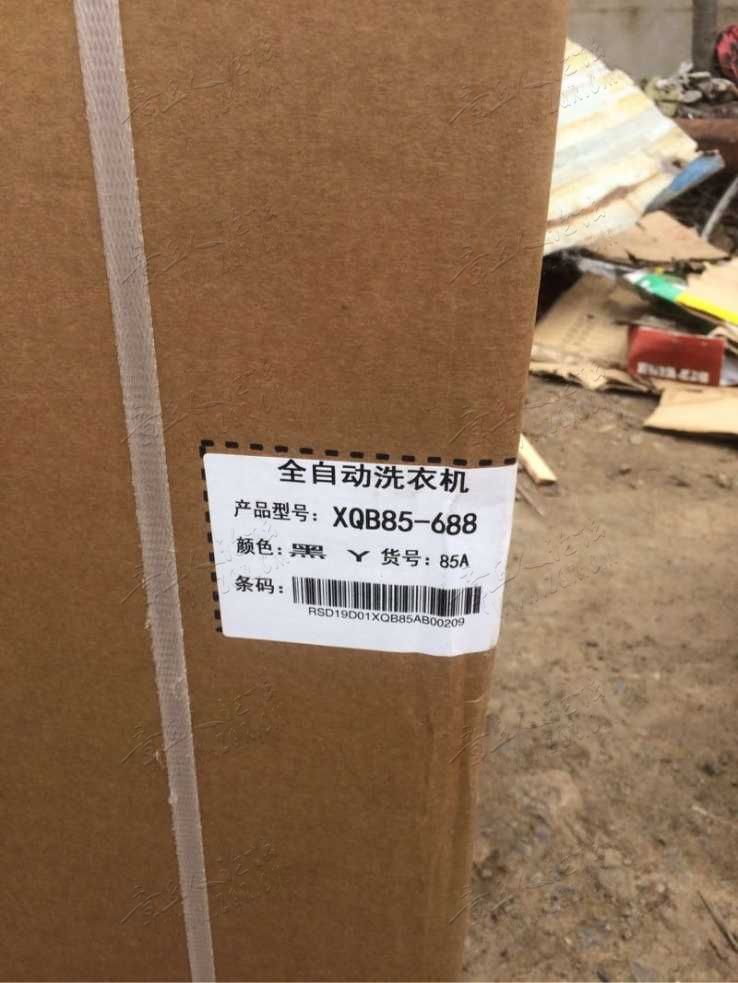 全自动洗衣机
产品型号: XQB85-688
颜色: 黑 Y 货号: 85A
条码:
RSD19D01XQB85AB00209